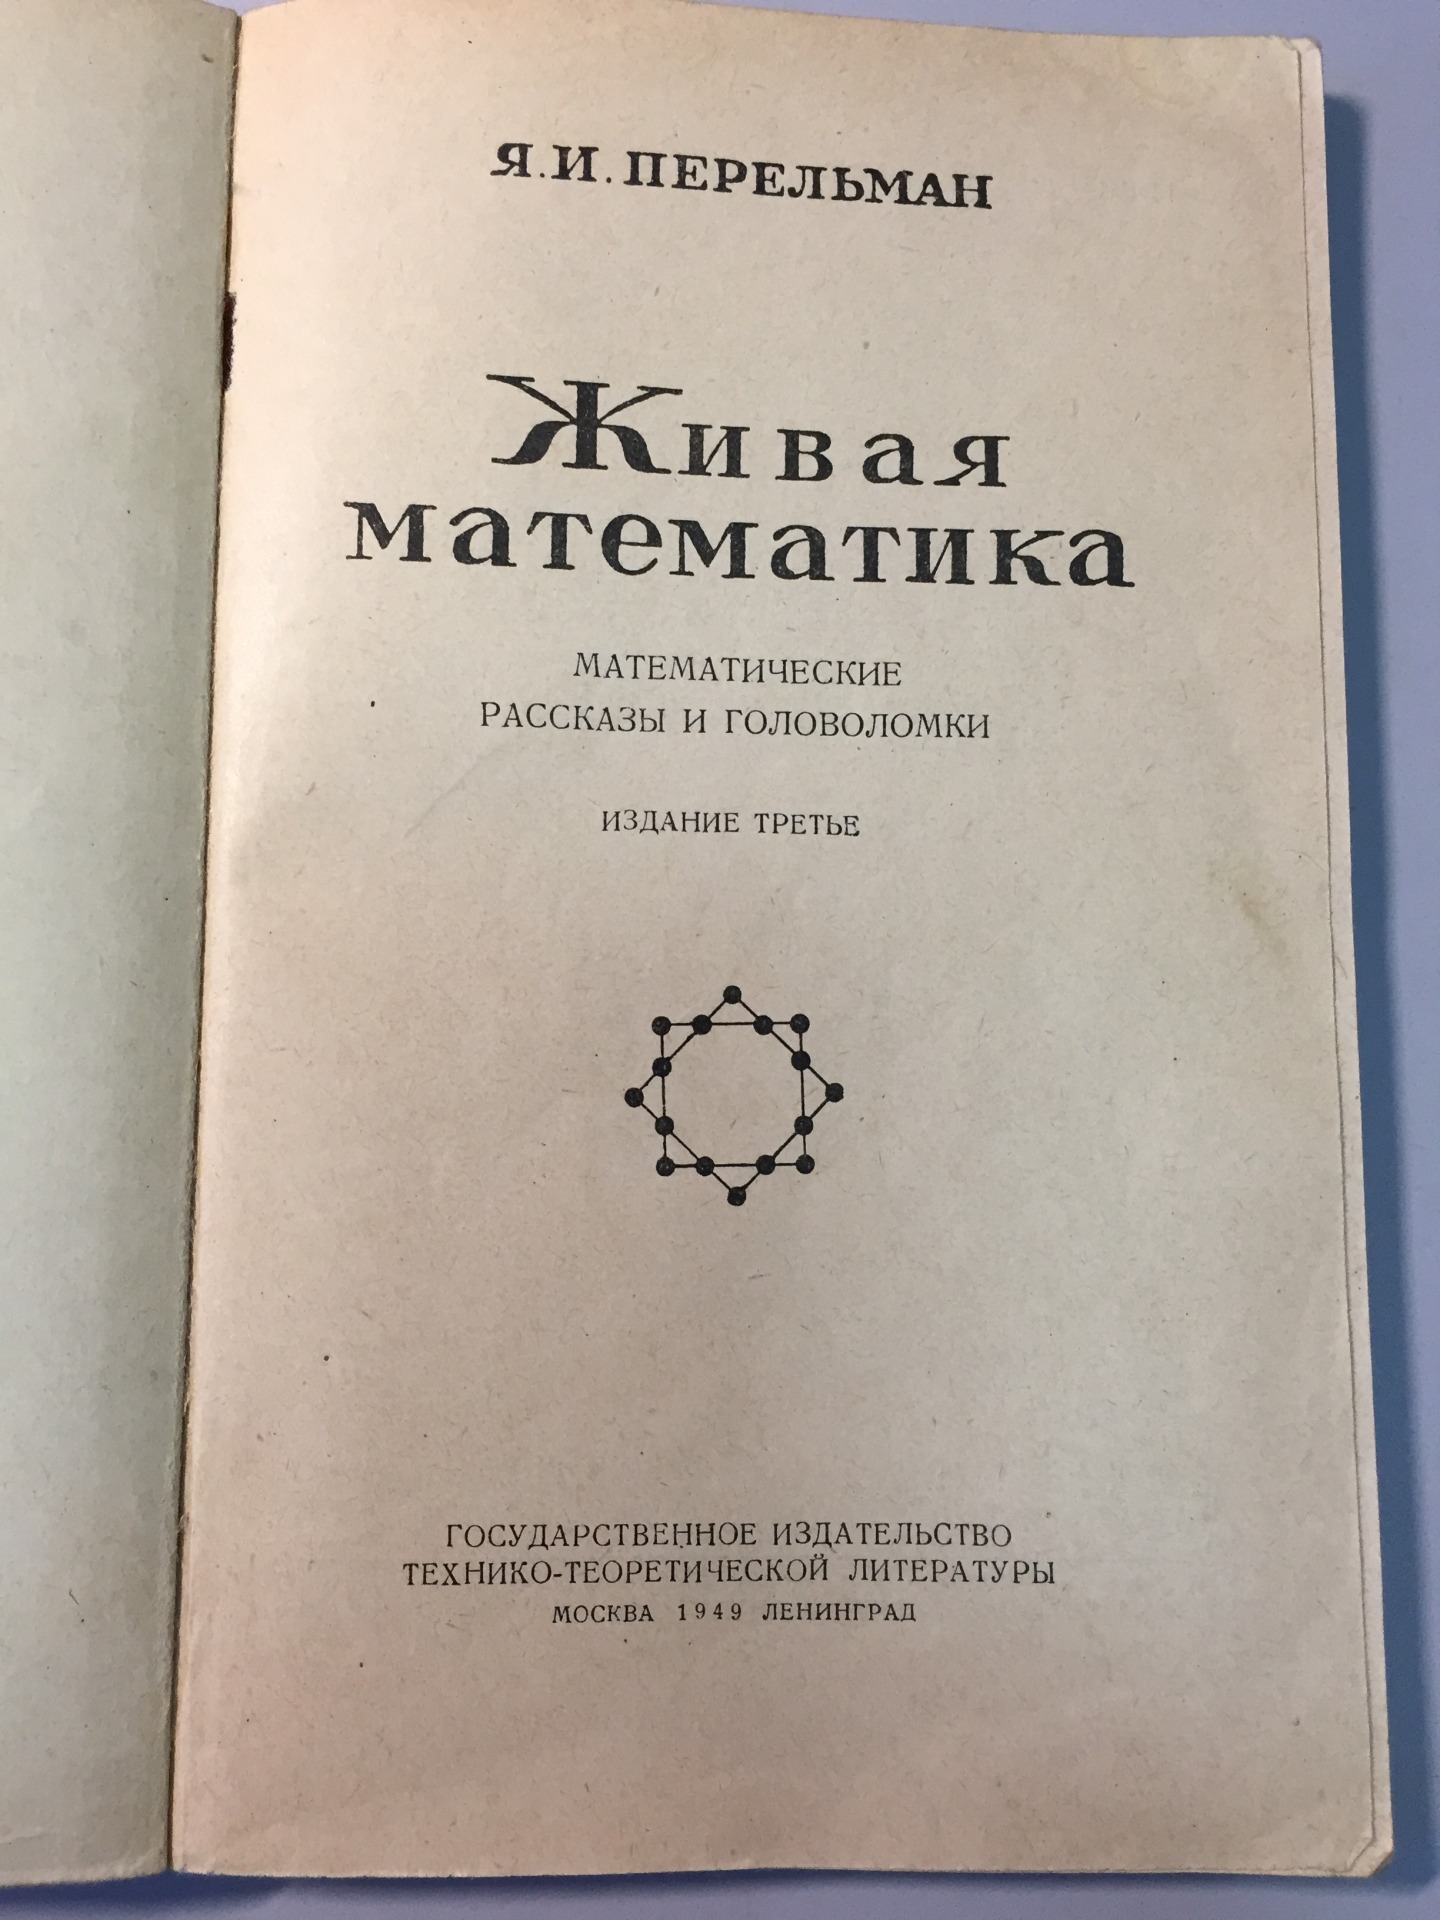 Я.И.ПЕРЕЛЬМАН
Живая
математика
МАТЕМАТИЧЕСКИЕ
РАССКАЗЫ И ГОЛОВОЛОМКИ
ИЗДАНИЕ ТРЕТЬЕ
ГОСУДАРСТВЕННОЕ ИЗДАТЕЛЬСТВО
ТЕХНИКО-ТЕОРЕТИЧЕСКОЙ ЛИТЕРАТУРЫ
МОСКВА 1949 ЛЕНИНГРАД